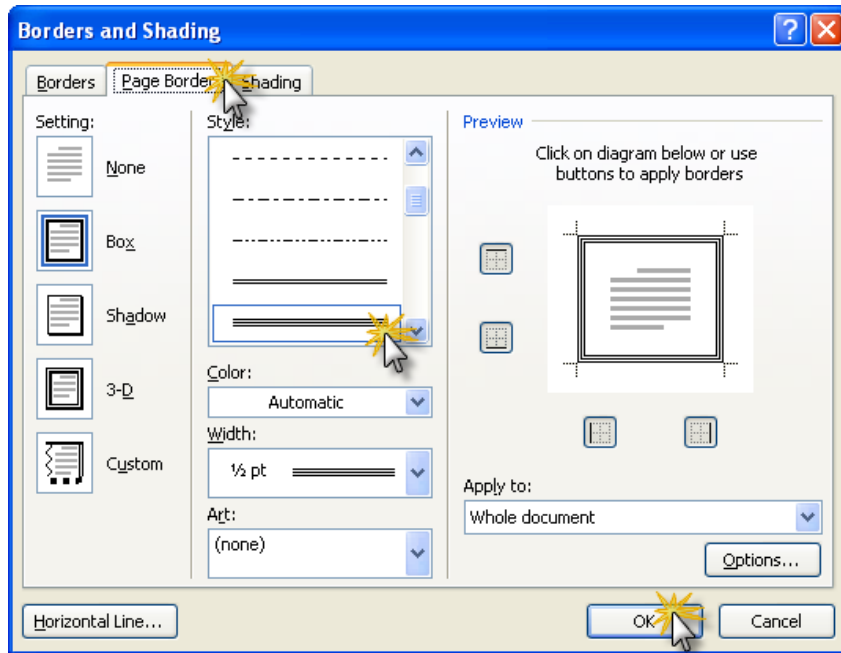 Borders and Shading
Borders
Page Border
Shading
Setting:
None
Box
Shadow
3-D
Custom
Style:
Color:
Automatic
Width:
½ pt
Art:
(none)
Preview
Click on diagram below or use
buttons to apply borders
Apply to:
Whole document
Options...
Horizontal Line...
OK
Cancel